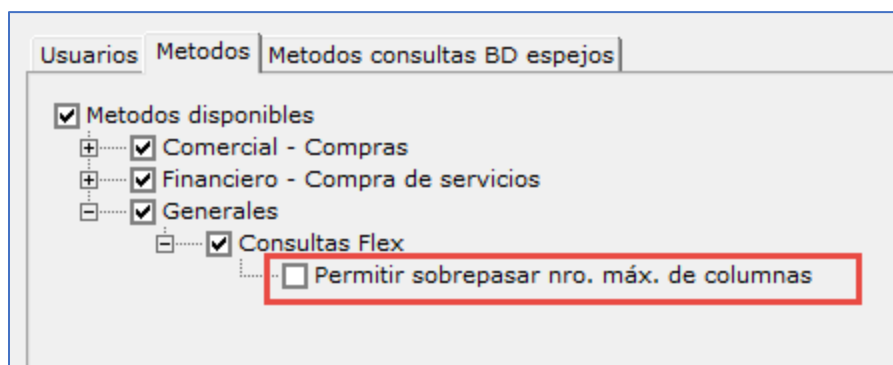 Usuarios Metodos Metodos consultas BD espejos
Metodos disponibles
Comercial - Compras
Financiero - Compra de servicios
Generales
Consultas Flex
Permitir sobrepasar nro. máx. de columnas